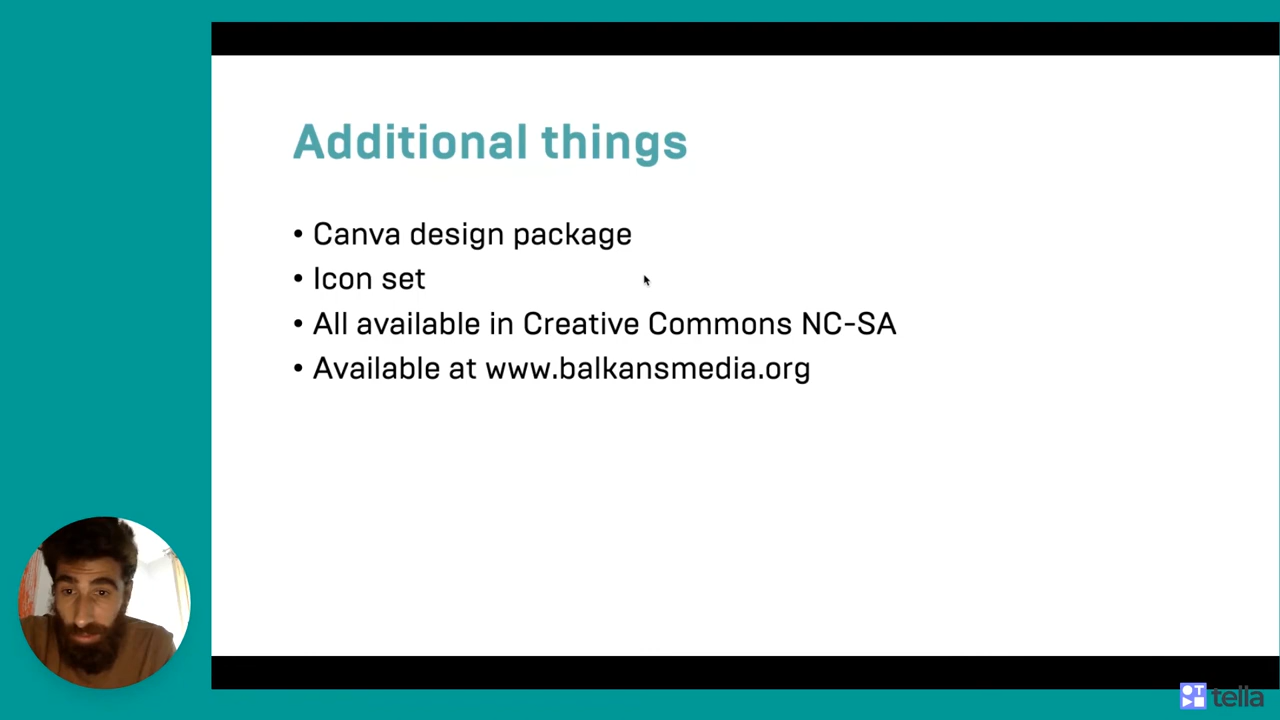 Additional things
• Canva design package
• Icon set
• All available in Creative Commons NC-SA
• Available at www.balkansmedia.org
tella